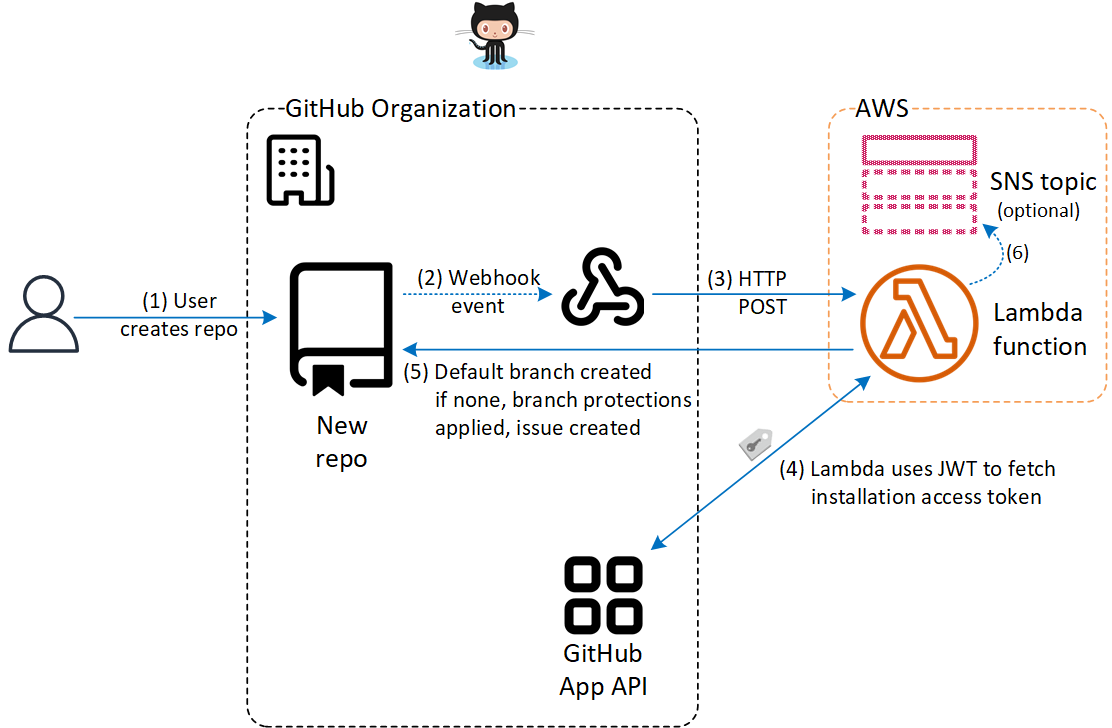 GitHub Organization
AWS
SNS topic
(optional)
(6)
(1) User
creates repo
(2) Webhook
event
(3) HTTP
POST
Lambda
function
(5) Default branch created
if none, branch protections
applied, issue created
New
repo
(4) Lambda uses JWT to fetch
installation access token
GitHub
App API